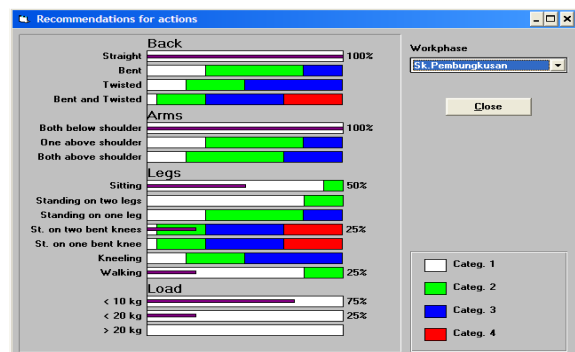 Recommendations for actions
Back
Straight 100%
Bent
Twisted
Bent and Twisted
Arms
Both below shoulder 100%
One above shoulder
Both above shoulder
Legs
Sitting 50%
Standing on two legs
Standing on one leg
St. on two bent knees 25%
St. on one bent knee
Kneeling
Walking 25%
Load
< 10 kg 75%
< 20 kg 25%
> 20 kg
Workphase
Sk.Pembungkusan
Close
Categ. 1
Categ. 2
Categ. 3
Categ. 4